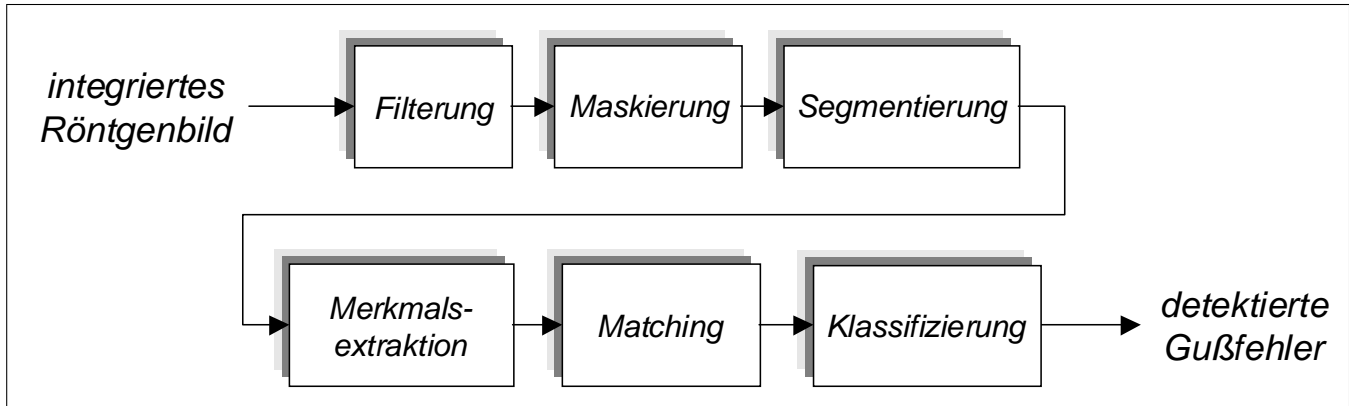 integriertes
Röntgenbild
Filterung
Maskierung
Segmentierung
Merkmals-
extraktion
Matching
Klassifizierung
detektierte
Gußfehler